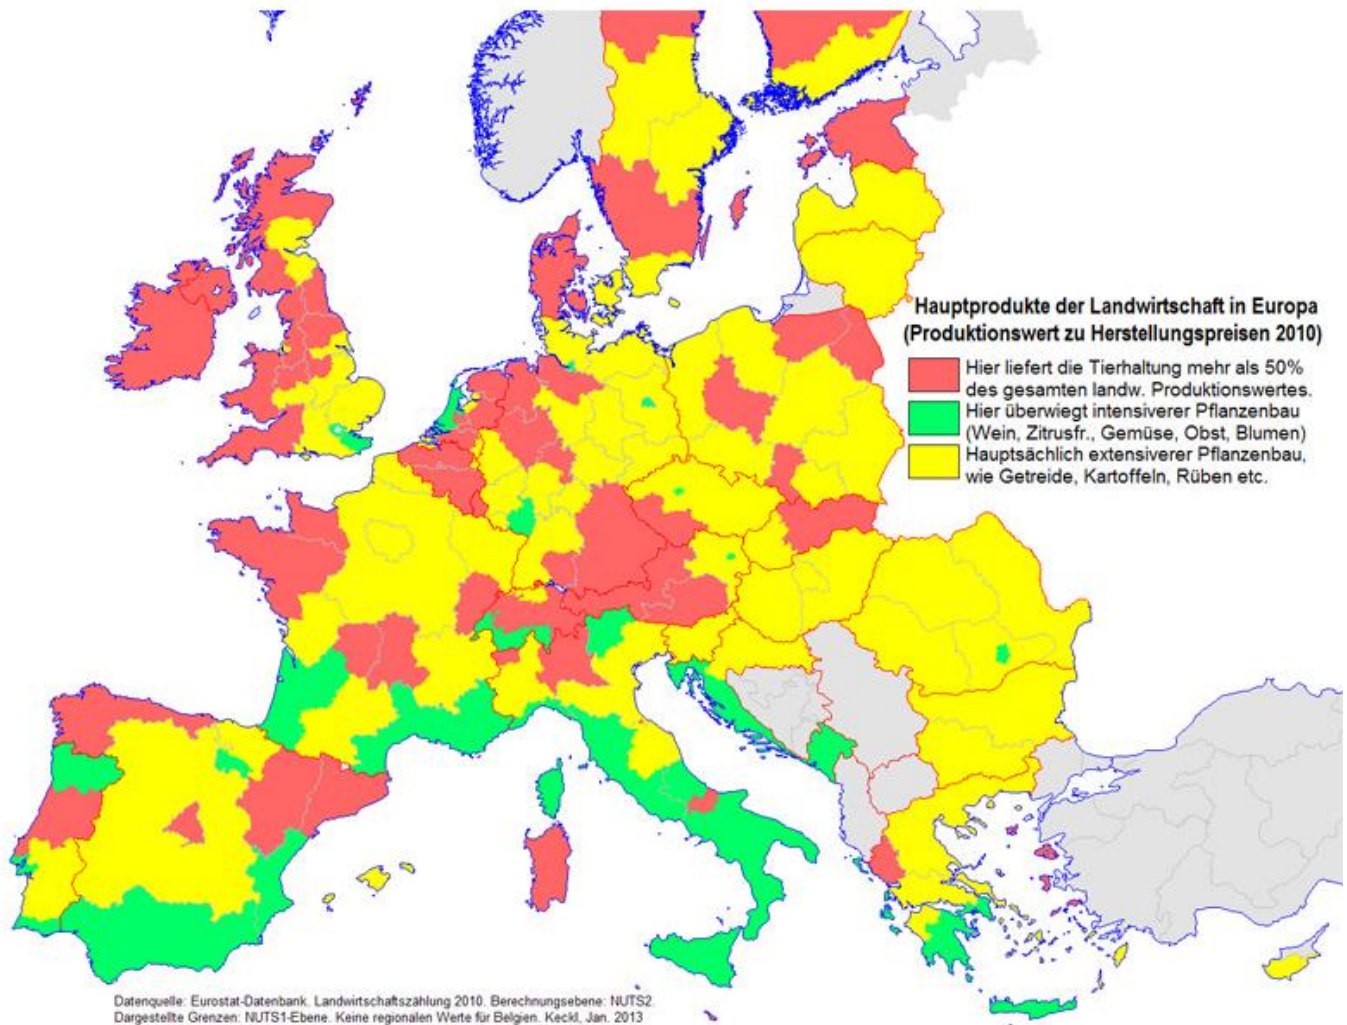 Hauptprodukte der Landwirtschaft in Europa
(Produktionswert zu Herstellungspreisen 2010)
Hier liefert die Tierhaltung mehr als 50%
des gesamten landw. Produktionswertes.
Hier überwiegt intensiverer Pflanzenbau
(Wein, Zitrusfr., Gemüse, Obst, Blumen)
Hauptsächlich extensiverer Pflanzenbau,
wie Getreide, Kartoffeln, Rüben etc.
Datenquelle: Eurostat-Datenbank. Landwirtschaftszählung 2010. Berechnungsebene: NUTS2.
Dargestellte Grenzen: NUTS1-Ebene. Keine regionalen Werte für Belgien. Keckl, Jan. 2013